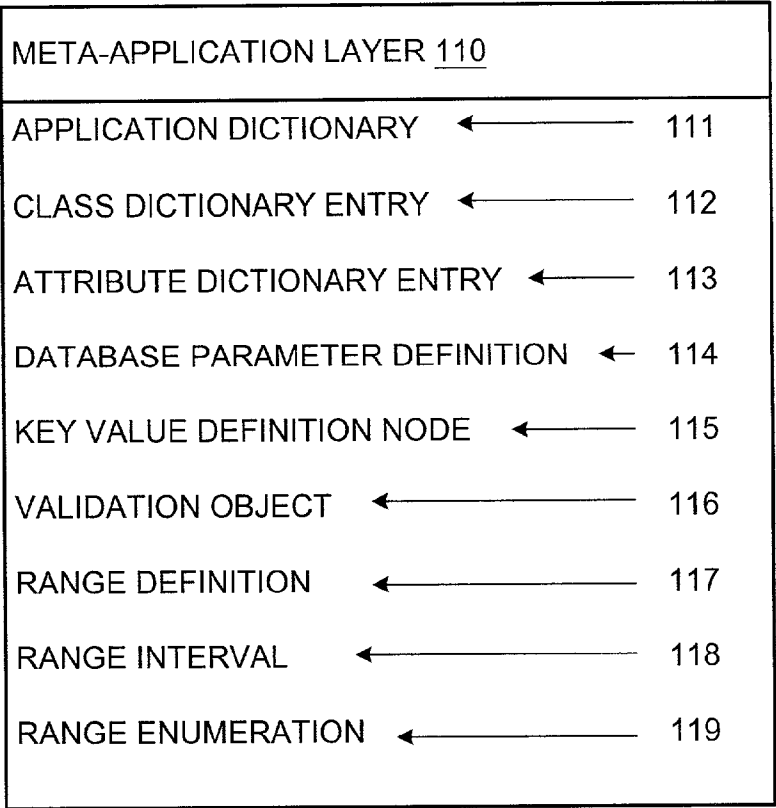 META-APPLICATION LAYER 110
APPLICATION DICTIONARY 111
CLASS DICTIONARY ENTRY 112
ATTRIBUTE DICTIONARY ENTRY 113
DATABASE PARAMETER DEFINITION 114
KEY VALUE DEFINITION NODE 115
VALIDATION OBJECT 116
RANGE DEFINITION 117
RANGE INTERVAL 118
RANGE ENUMERATION 119